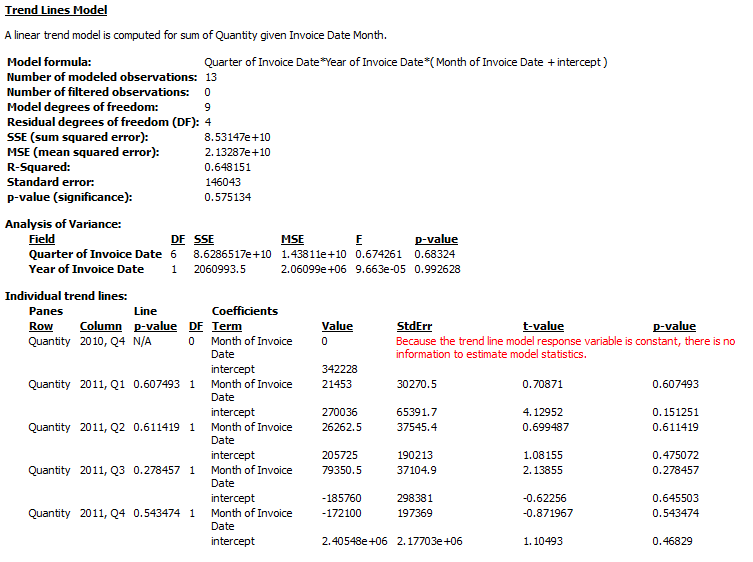 Trend Lines Model
A linear trend model is computed for sum of Quantity given Invoice Date Month.
Model formula: Quarter of Invoice Date*Year of Invoice Date*( Month of Invoice Date + intercept )
Number of modeled observations: 13
Number of filtered observations: 0
Model degrees of freedom: 9
Residual degrees of freedom (DF): 4
SSE (sum squared error): 8.53147e+10
MSE (mean squared error): 2.13287e+10
R-Squared: 0.648151
Standard error: 146043
p-value (significance): 0.575134
Analysis of Variance:
Field DF SSE MSE F p-value
Quarter of Invoice Date 6 8.6286517e+10 1.43811e+10 0.674261 0.68324
Year of Invoice Date 1 2060993.5 2.06099e+06 9.663e-05 0.992628
Individual trend lines:
Panes Line Coefficients
Row Column p-value DF Term Value StdErr t-value p-value
Quantity 2010, Q4 N/A 0 Month of Invoice 0 Because the trend line model response variable is constant, there is no
Date information to estimate model statistics.
intercept 342228
Quantity 2011, Q1 0.607493 1 Month of Invoice 21453 30270.5 0.70871 0.607493
Date
intercept 270036 65391.7 4.12952 0.151251
Quantity 2011, Q2 0.611419 1 Month of Invoice 26262.5 37545.4 0.699487 0.611419
Date
intercept 205725 190213 1.08155 0.475072
Quantity 2011, Q3 0.278457 1 Month of Invoice 79350.5 37104.9 2.13855 0.278457
Date
intercept -185760 298381 -0.62256 0.645503
Quantity 2011, Q4 0.543474 1 Month of Invoice -172100 197369 -0.871967 0.543474
Date
intercept 2.40548e+06 2.17703e+06 1.10493 0.46829